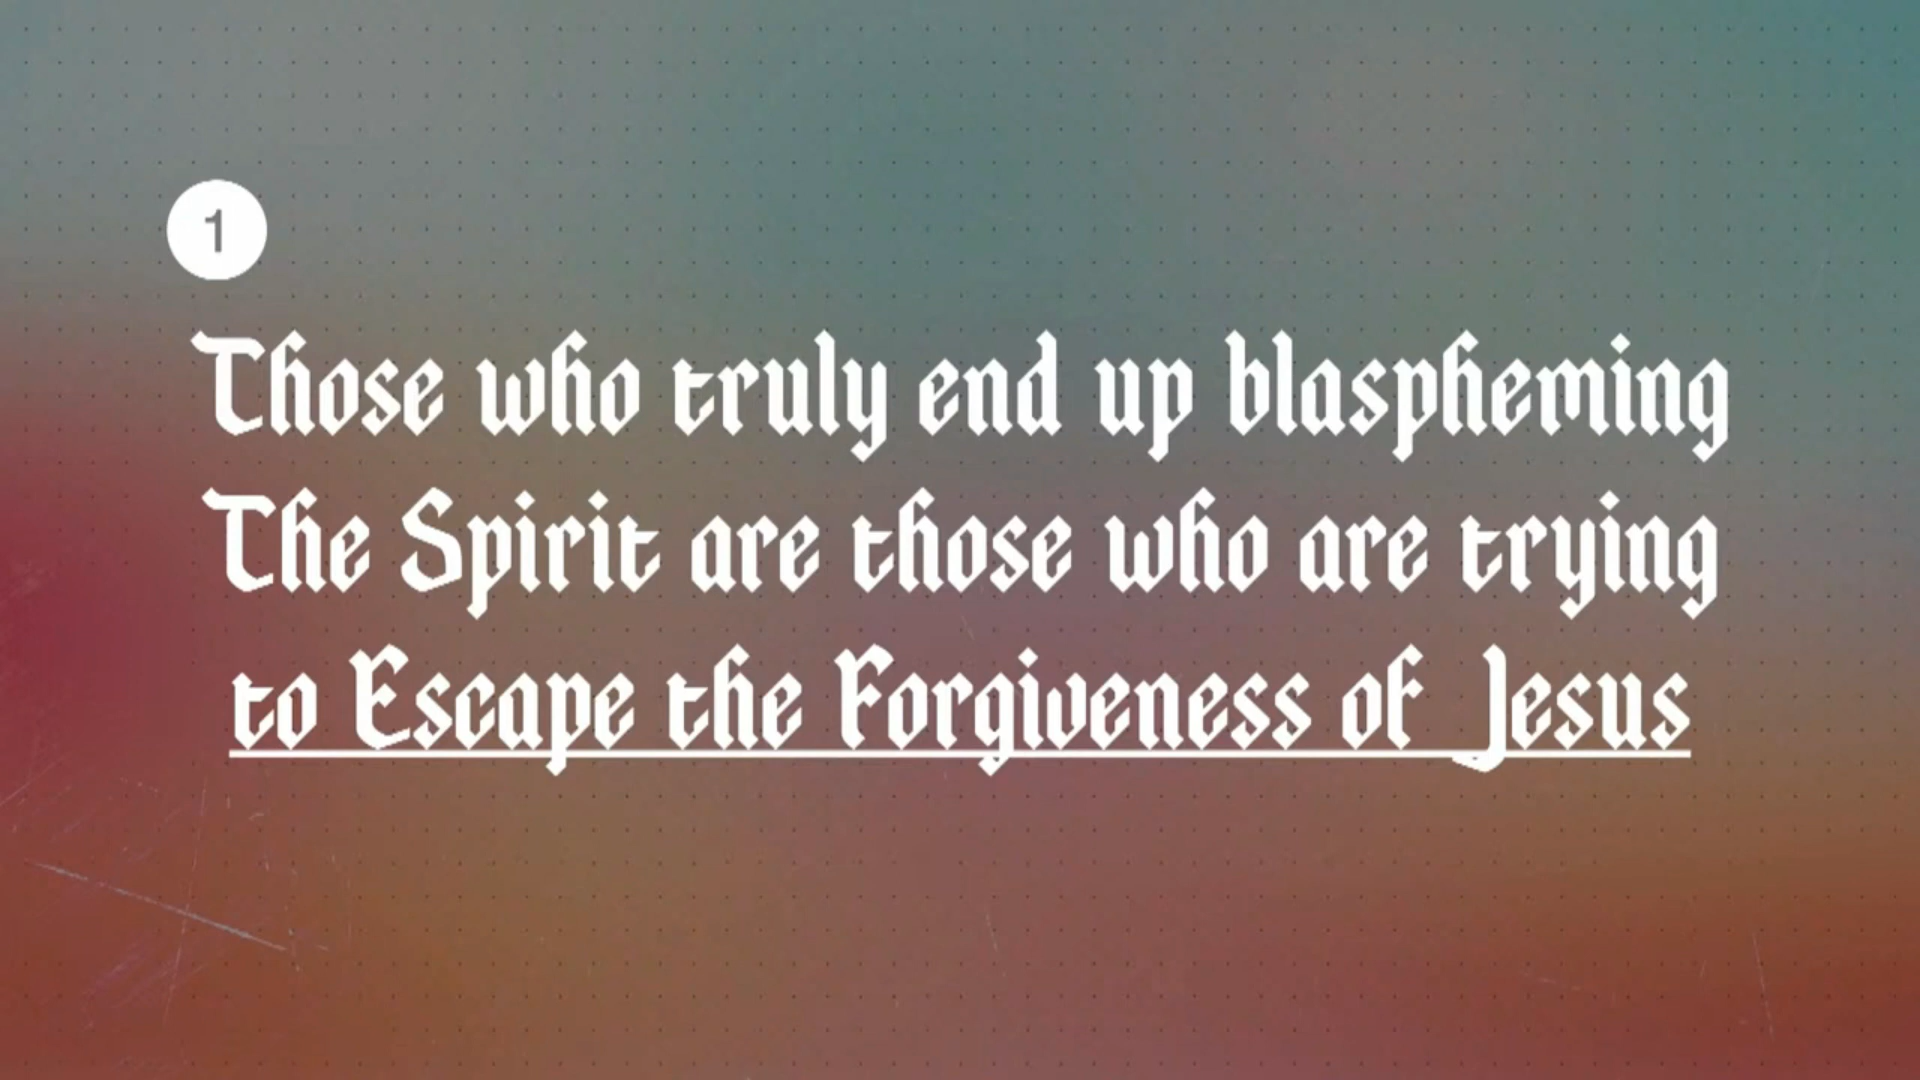 1
Those who truly end up blaspheming
The Spirit are those who are trying
to Escape the Forgiveness of Jesus